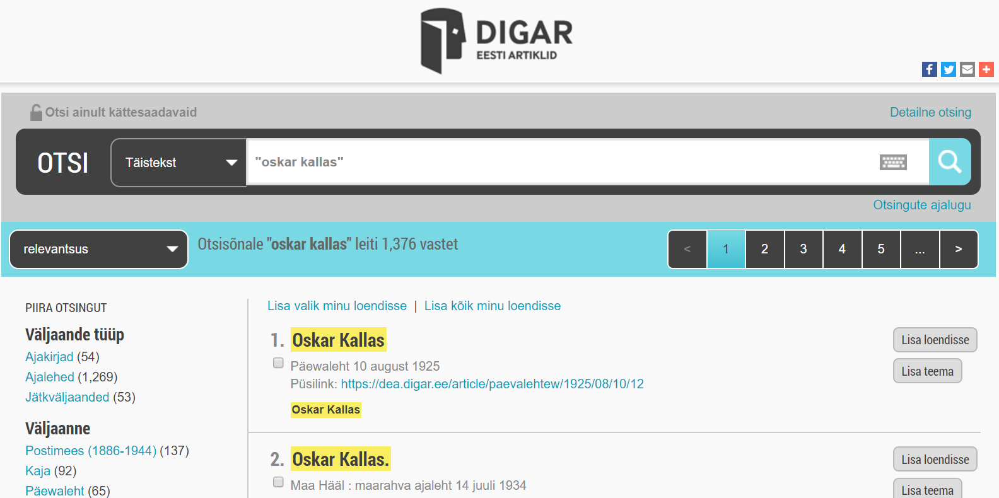 DIGAR
EESTI ARTIKLID
Otsi ainult kättesaadavaid
Detailne otsing
OTSI
Täistekst
"oskar kallas"
Otsingute ajalugu
relevantsus
Otsisõnale "oskar kallas" leiti 1,376 vastet
< 1 2 3 4 5 ... >
PIIRA OTSINGUT
Väljaande tüüp
Ajakirjad (54)
Ajalehed (1,269)
Jätkväljaanded (53)
Väljaanne
Postimees (1886-1944) (137)
Kaja (92)
Päewaleht (65)
Lisa valik minu loendisse | Lisa kõik minu loendisse
1. Oskar Kallas
Lisa loendisse
Päewaleht 10 august 1925
Lisa teema
Püsilink: https://dea.digar.ee/article/paevalehtew/1925/08/10/12
Oskar Kallas
2. Oskar Kallas.
Lisa loendisse
Maa Hääl : maarahva ajaleht 14 juuli 1934
Lisa teema